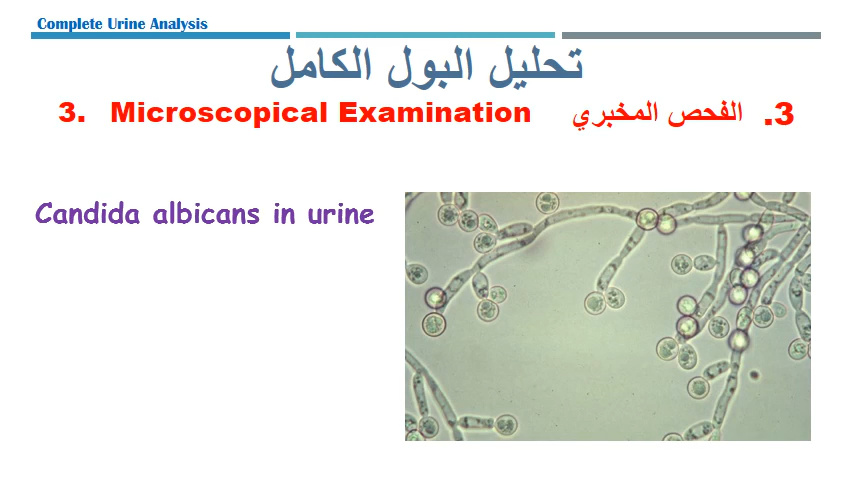 Complete Urine Analysis
تحليل البول الكامل
3. Microscopical Examination
3. الفحص المخبري
Candida albicans in urine